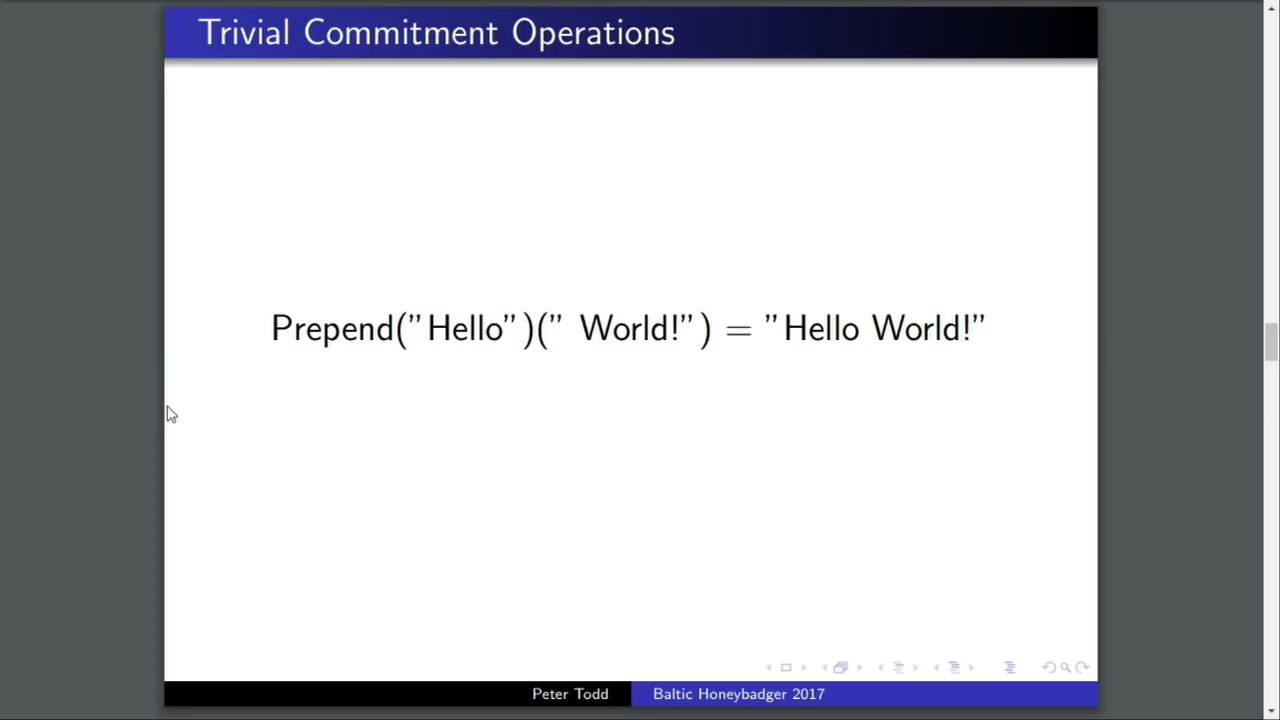 Trivial Commitment Operations
Prepend(”Hello”)(” World!”) = ”Hello World!”
Peter Todd
Baltic Honeybadger 2017